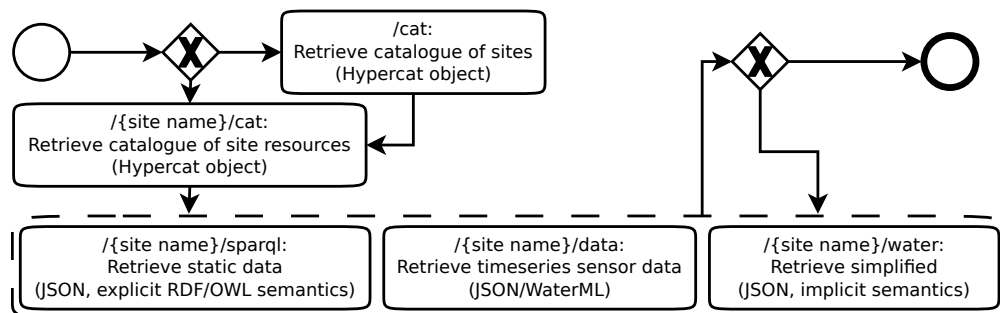 X
/cat:
Retrieve catalogue of sites
(Hypercat object)
X
/{site name}/cat:
Retrieve catalogue of site resources
(Hypercat object)
/{site name}/sparql:
Retrieve static data
(JSON, explicit RDF/OWL semantics)
/{site name}/data:
Retrieve timeseries sensor data
(JSON/WaterML)
/{site name}/water:
Retrieve simplified
(JSON, implicit semantics)